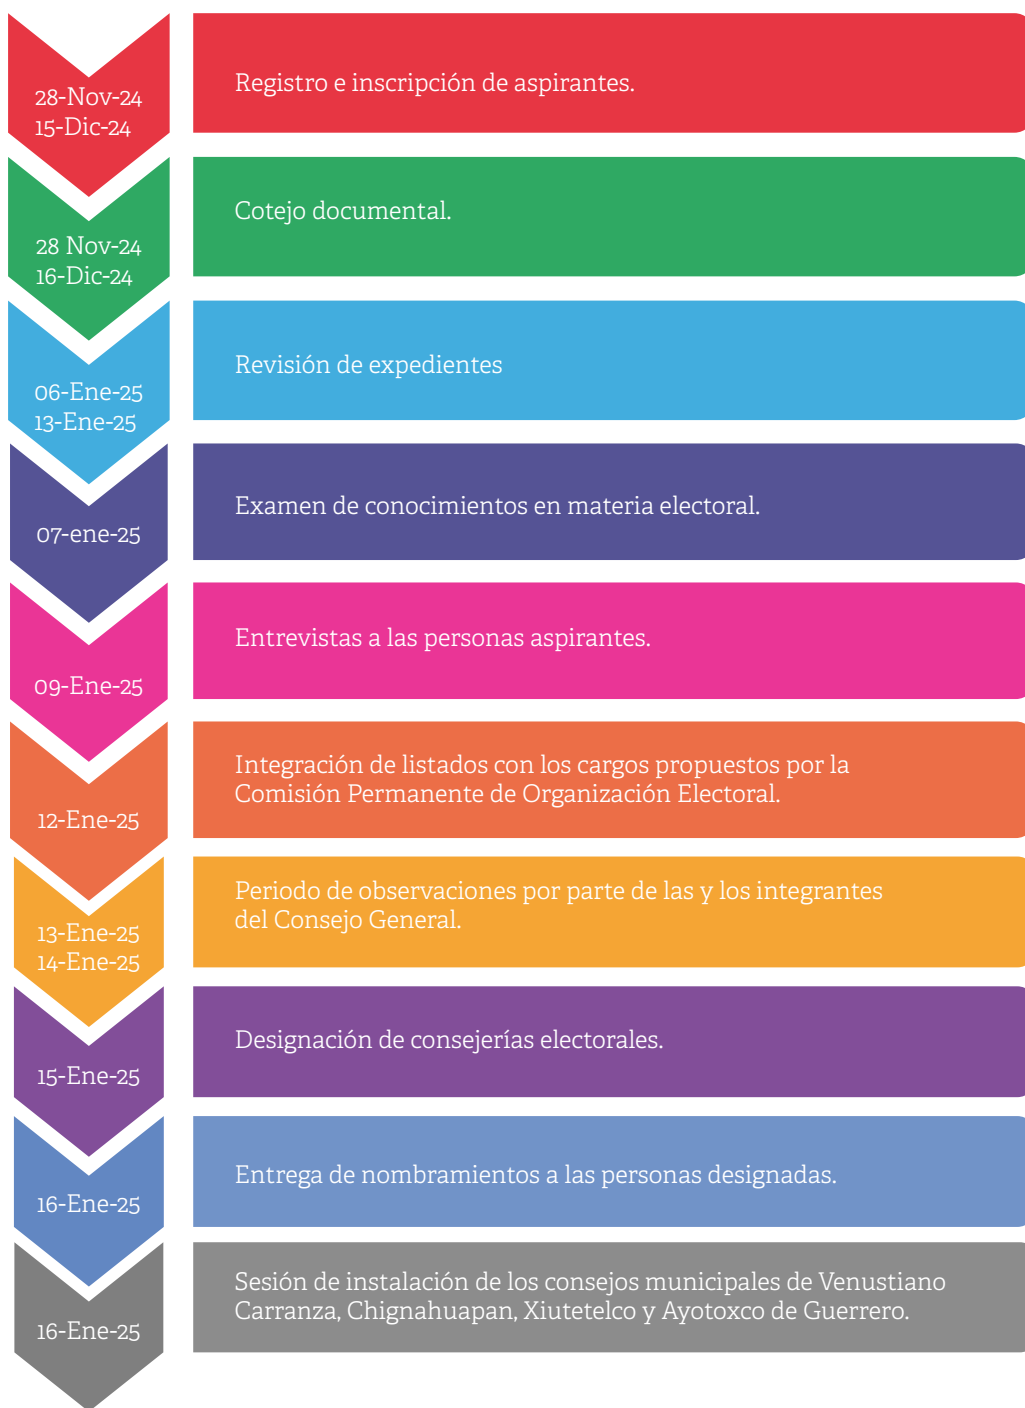 28-Nov-24
15-Dic-24
Registro e inscripción de aspirantes.
28 Nov-24
16-Dic-24
Cotejo documental.
06-Ene-25
13-Ene-25
Revisión de expedientes
07-ene-25
Examen de conocimientos en materia electoral.
09-Ene-25
Entrevistas a las personas aspirantes.
12-Ene-25
Integración de listados con los cargos propuestos por la
Comisión Permanente de Organización Electoral.
13-Ene-25
14-Ene-25
Periodo de observaciones por parte de las y los integrantes
del Consejo General.
15-Ene-25
Designación de consejerías electorales.
16-Ene-25
Entrega de nombramientos a las personas designadas.
16-Ene-25
Sesión de instalación de los consejos municipales de Venustiano
Carranza, Chignahuapan, Xiutetelco y Ayotoxco de Guerrero.